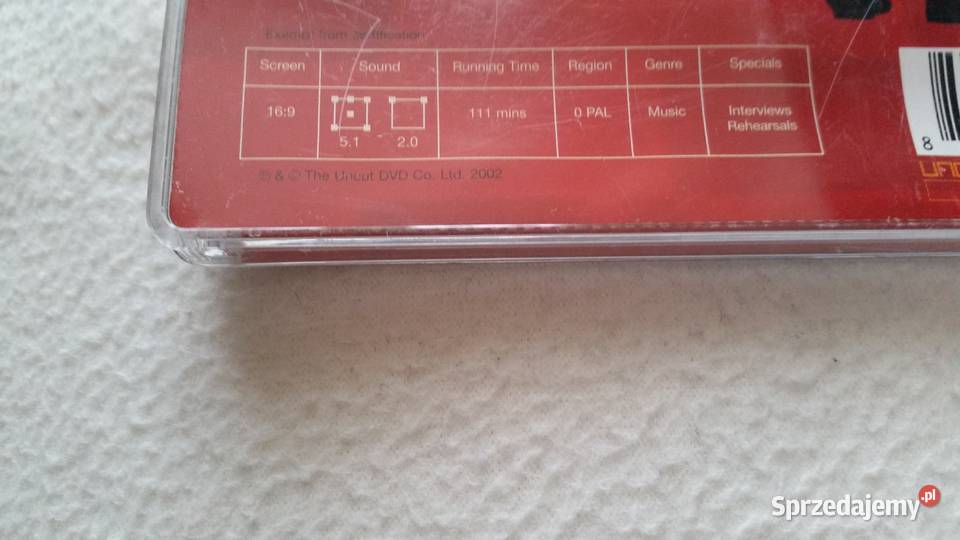 Exempt from certification
Screen Sound Running Time Region Genre Specials
16:9 5.1 2.0 111 mins 0 PAL Music Interviews
Rehearsals
℗ & © The Uncut DVD Co. Ltd. 2002
8
Sprzedajemy.pl